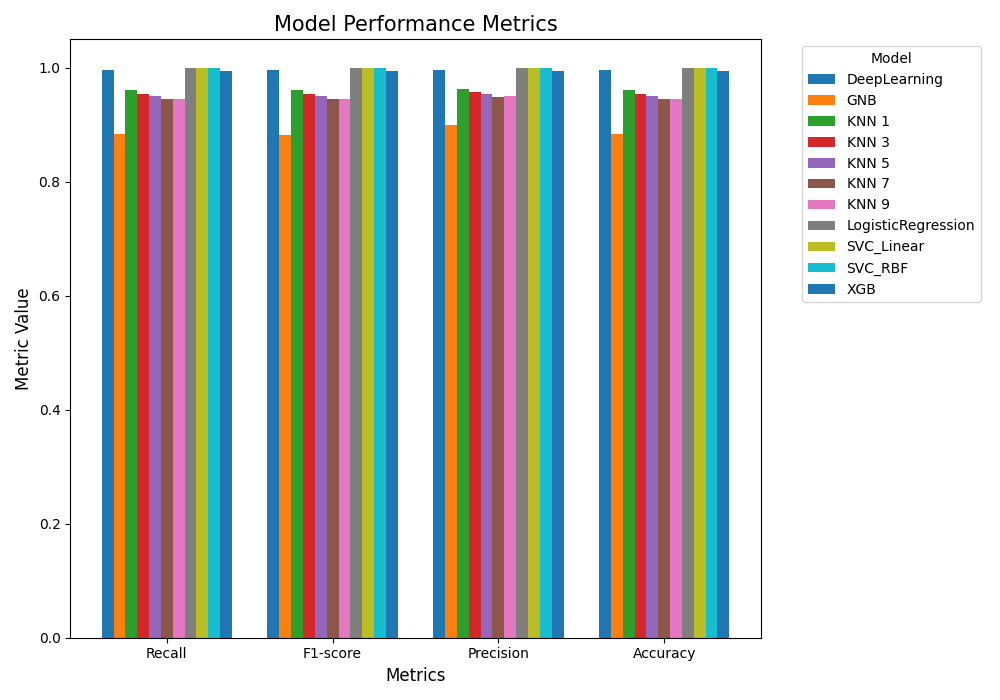 Model Performance Metrics
Metric Value
1.0
0.8
0.6
0.4
0.2
0.0
Recall
F1-score
Precision
Accuracy
Metrics
Model
DeepLearning
GNB
KNN 1
KNN 3
KNN 5
KNN 7
KNN 9
LogisticRegression
SVC_Linear
SVC_RBF
XGB